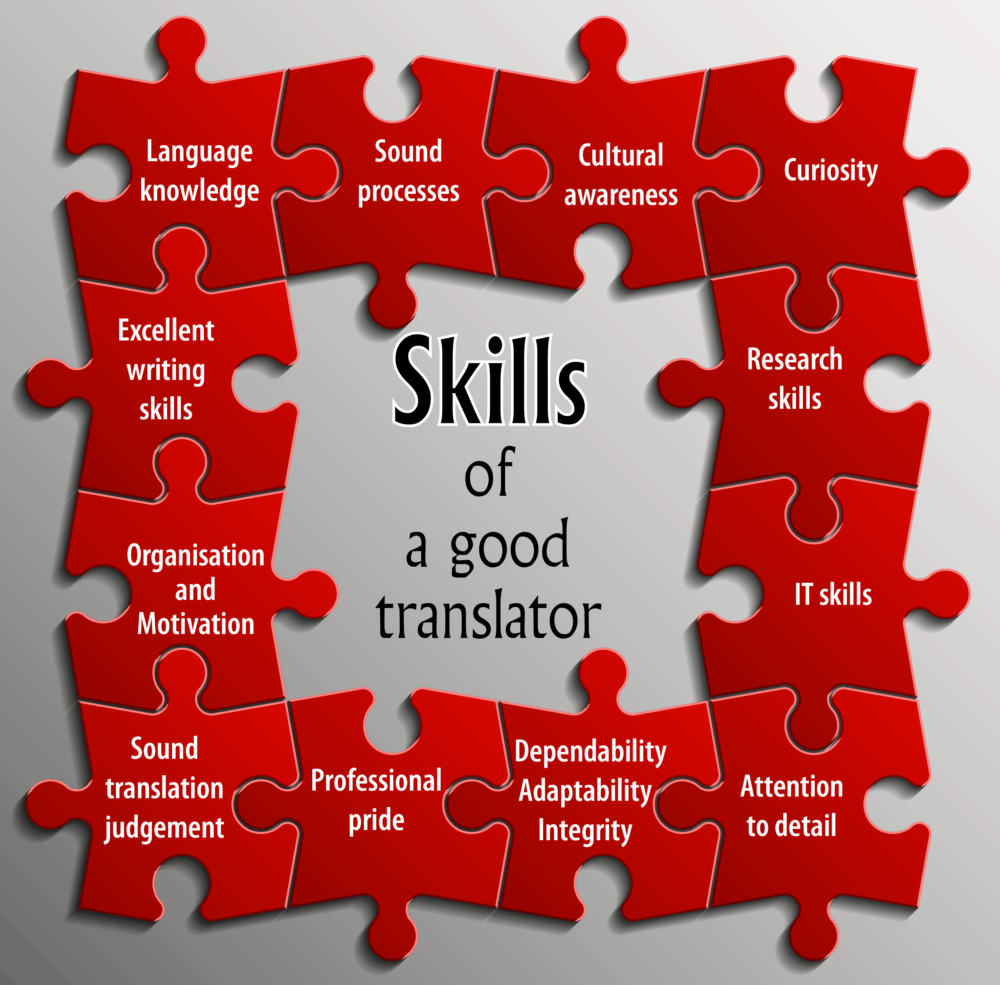 Language
knowledge
Sound
processes
Cultural
awareness
Curiosity
Excellent
writing
skills
Skills
of
a good
translator
Research
skills
Organisation
and
Motivation
IT skills
Sound
translation
judgement
Professional
pride
Dependability
Adaptability
Integrity
Attention
to detail